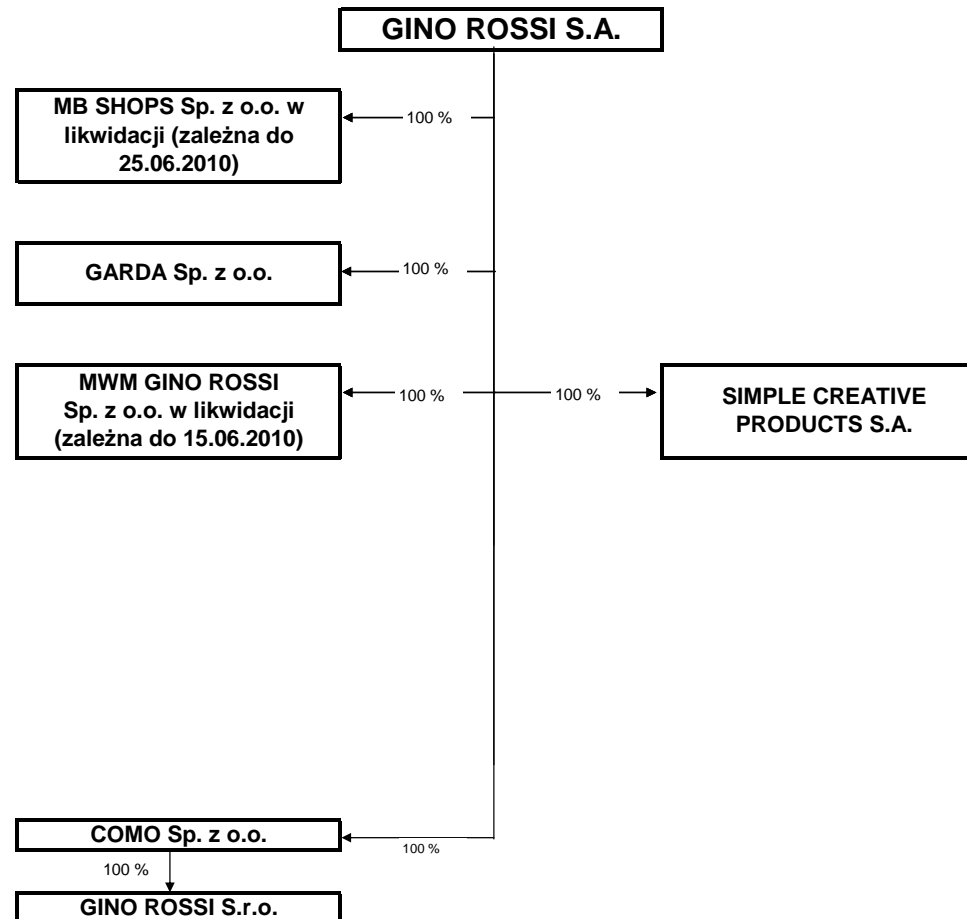 GINO ROSSI S.A.
MB SHOPS Sp. z o.o. w
likwidacji (zależna do
25.06.2010)
100 %
GARDA Sp. z o.o.
100 %
MWM GINO ROSSI
Sp. z o.o. w likwidacji
(zależna do 15.06.2010)
100 %
100 %
SIMPLE CREATIVE
PRODUCTS S.A.
COMO Sp. z o.o.
100 %
100 %
GINO ROSSI S.r.o.